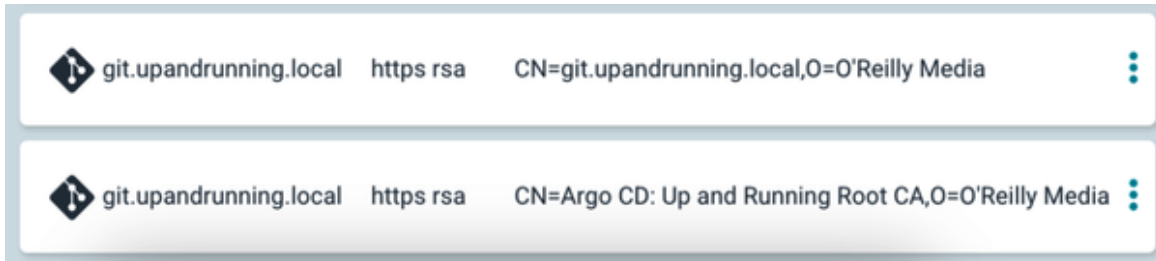 git.upandrunning.local https rsa CN=git.upandrunning.local,O=O'Reilly Media
git.upandrunning.local https rsa CN=Argo CD: Up and Running Root CA,O=O'Reilly Media